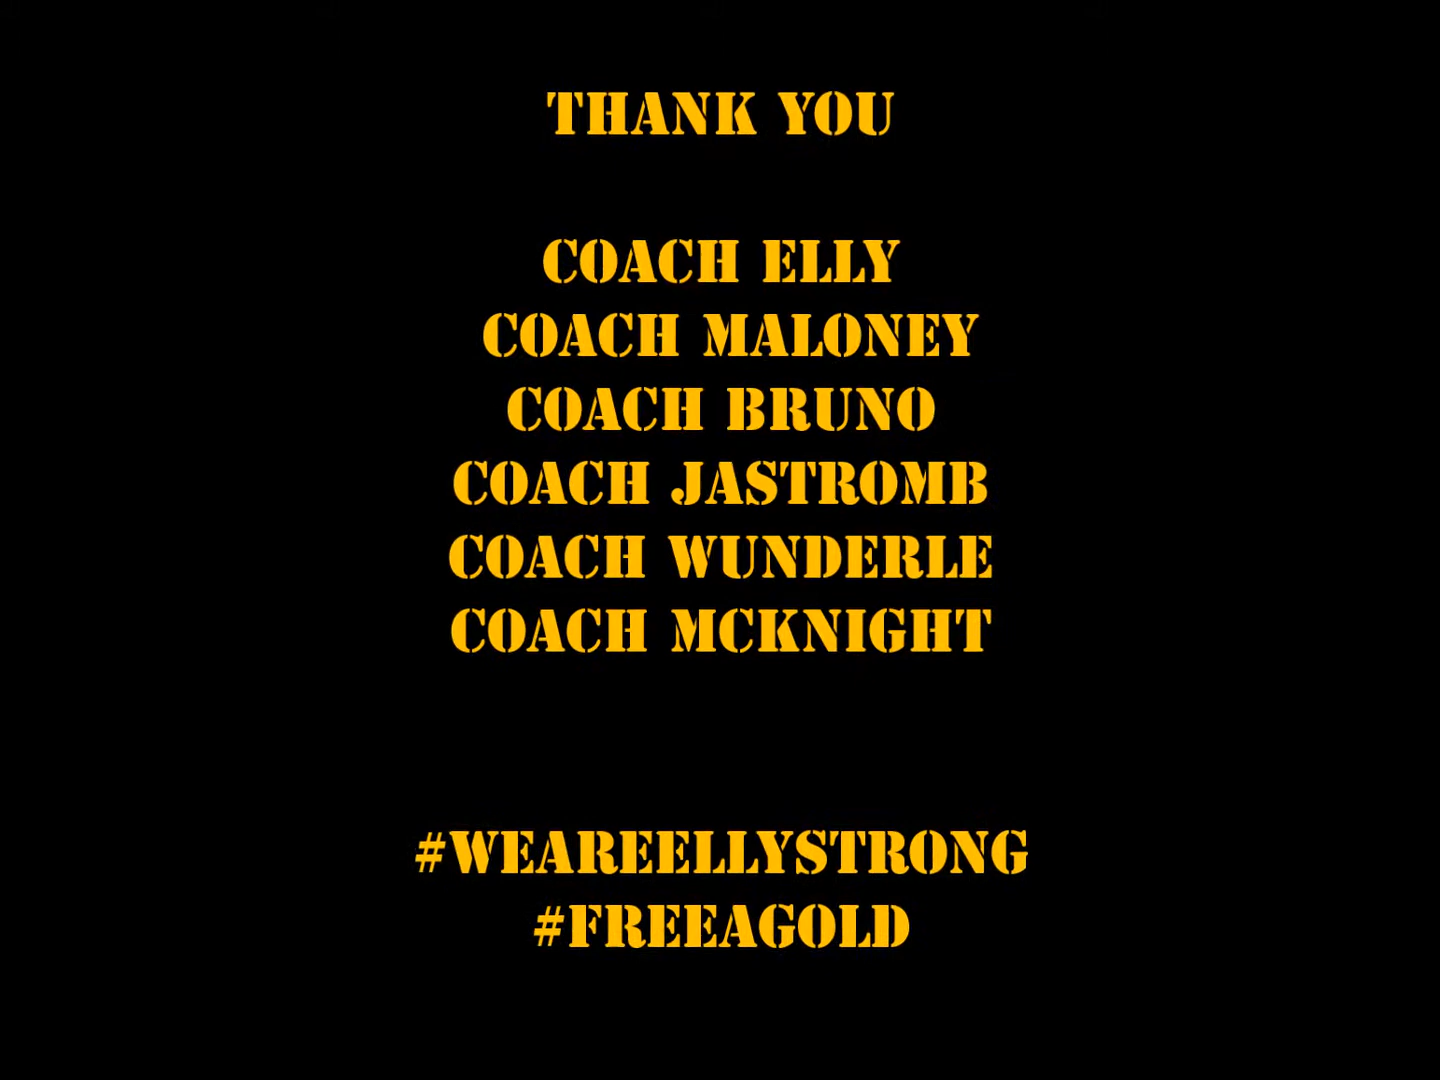 THANK YOU
COACH ELLY
COACH MALONEY
COACH BRUNO
COACH JASTROMB
COACH WUNDERLE
COACH MCKNIGHT
#WEAREELLYSTRONG
#FREEAGOLD